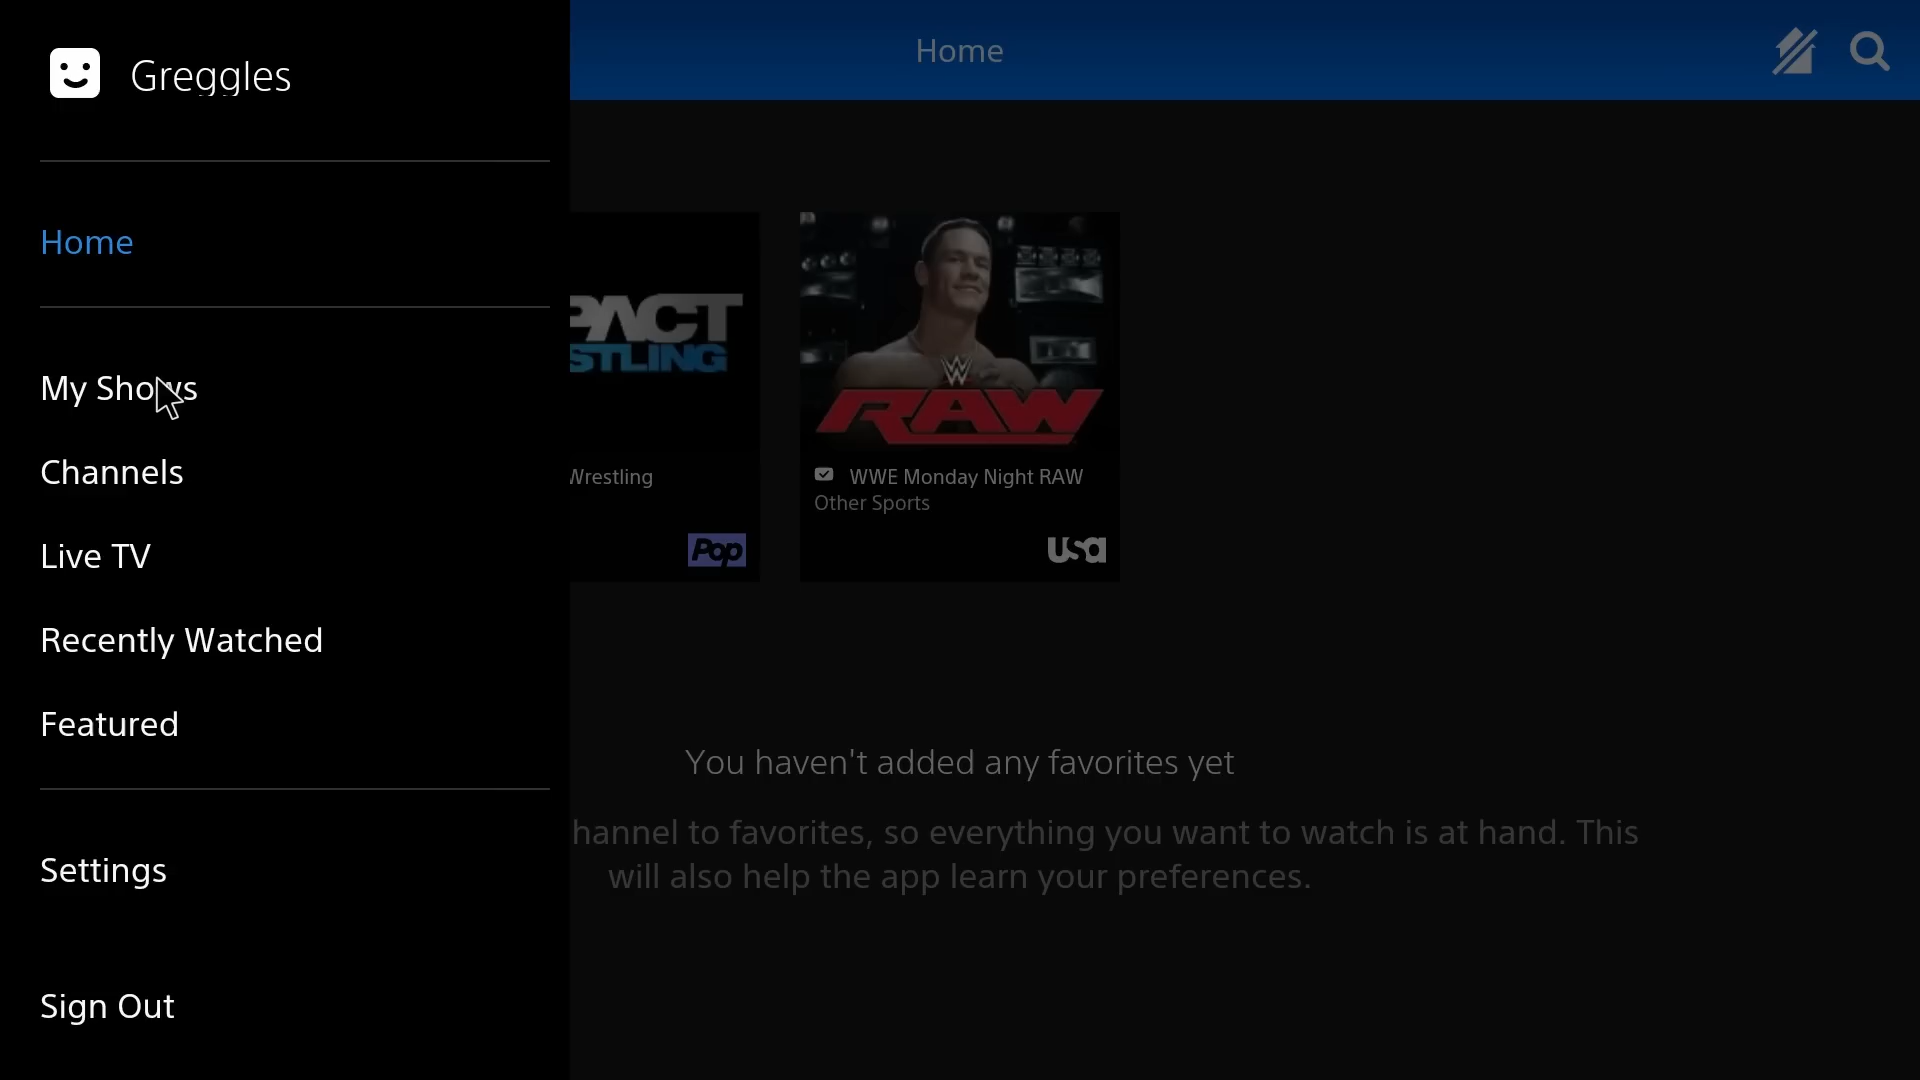 Greggles
Home
Home
My Shows
Channels
Live TV
Recently Watched
Featured
Settings
Sign Out
PACT
STLING
Wrestling
Pop
W
RAW
WWE Monday Night RAW
Other Sports
usa
You haven't added any favorites yet
hannel to favorites, so everything you want to watch is at hand. This
will also help the app learn your preferences.